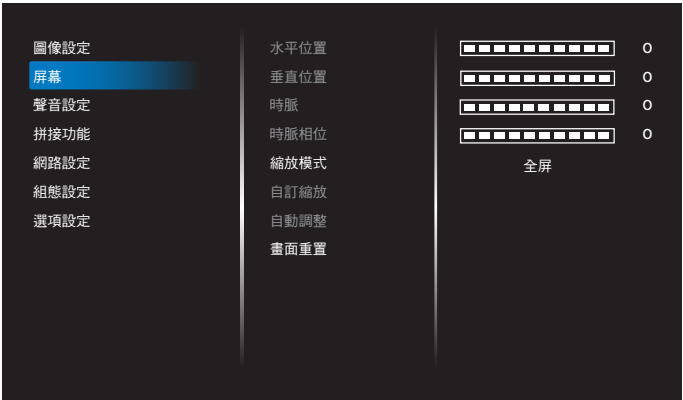 圖像設定
屏幕
聲音設定
拼接功能
網路設定
組態設定
選項設定
水平位置 0
垂直位置 0
時脈 0
時脈相位 0
縮放模式 全屏
自訂縮放
自動調整
畫面重置